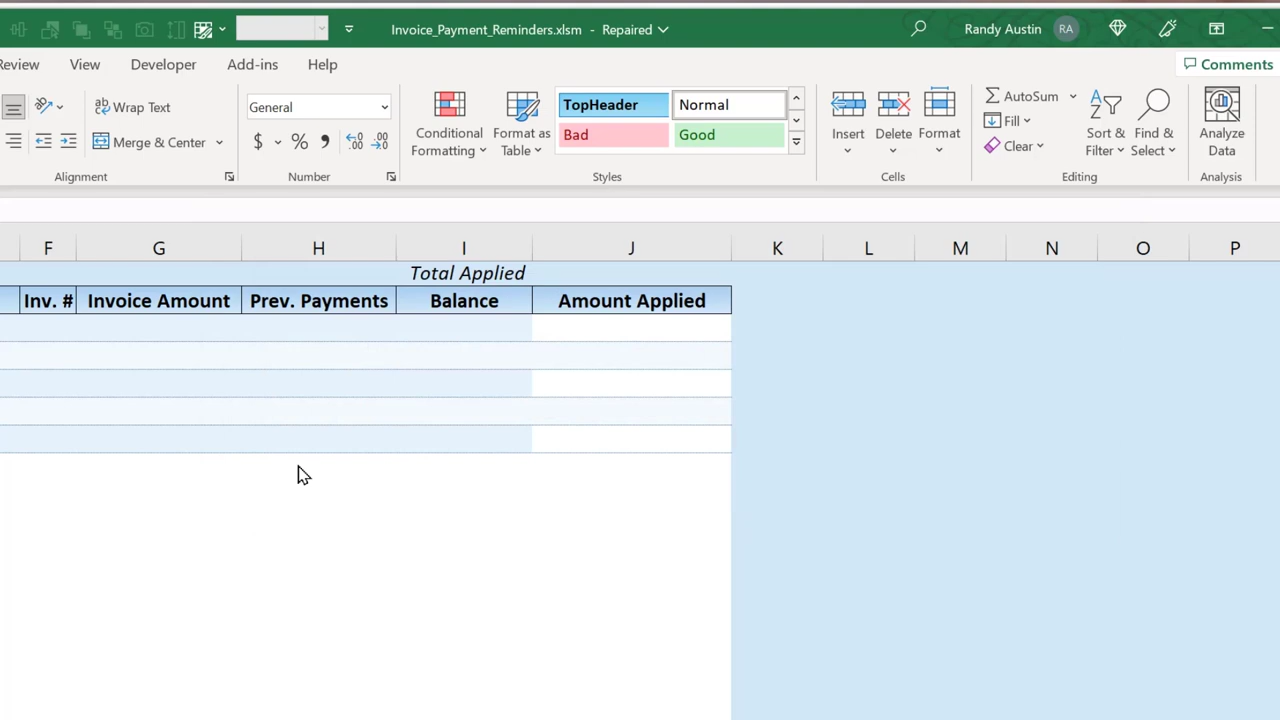 Invoice_Payment_Reminders.xlsm - Repaired
Randy Austin RA
Review View Developer Add-ins Help
Comments
Wrap Text
Merge & Center
Alignment
General
$ % ,
Number
Conditional Formatting
Format as Table
TopHeader Normal
Bad Good
Styles
Insert Delete Format
Cells
AutoSum
Fill
Clear
Sort & Filter
Find & Select
Editing
Analyze Data
Analysis
F G H I J K L M N O P
Total Applied
Inv. # Invoice Amount Prev. Payments Balance Amount Applied